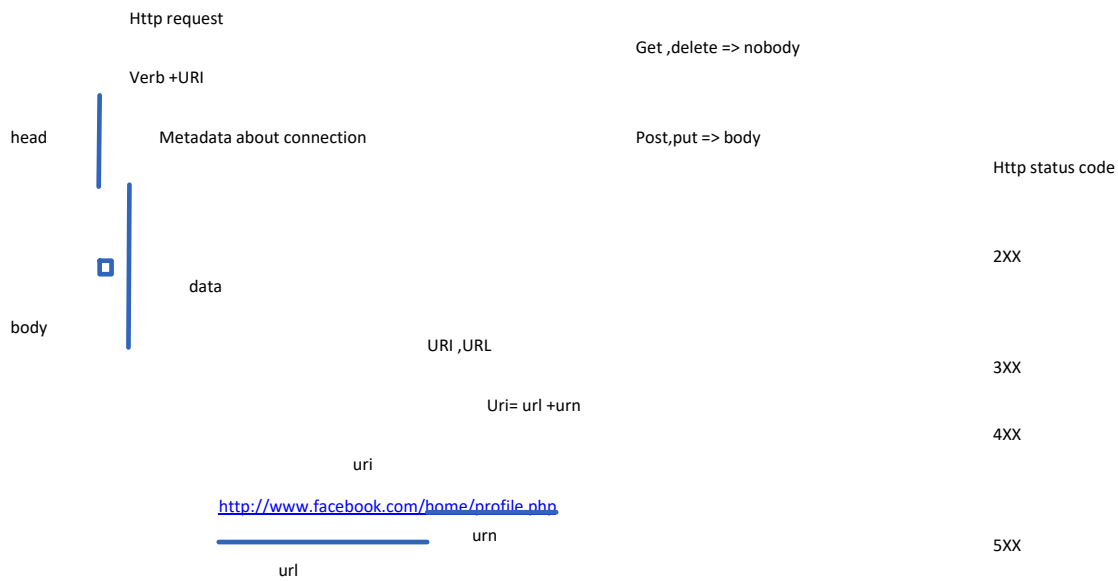 Http request
Get ,delete => nobody
Verb +URI
head
Metadata about connection
Post,put => body
Http status code
2XX
data
body
URI ,URL
3XX
Uri= url +urn
4XX
uri
http://www.facebook.com/home/profile.php
urn
5XX
url